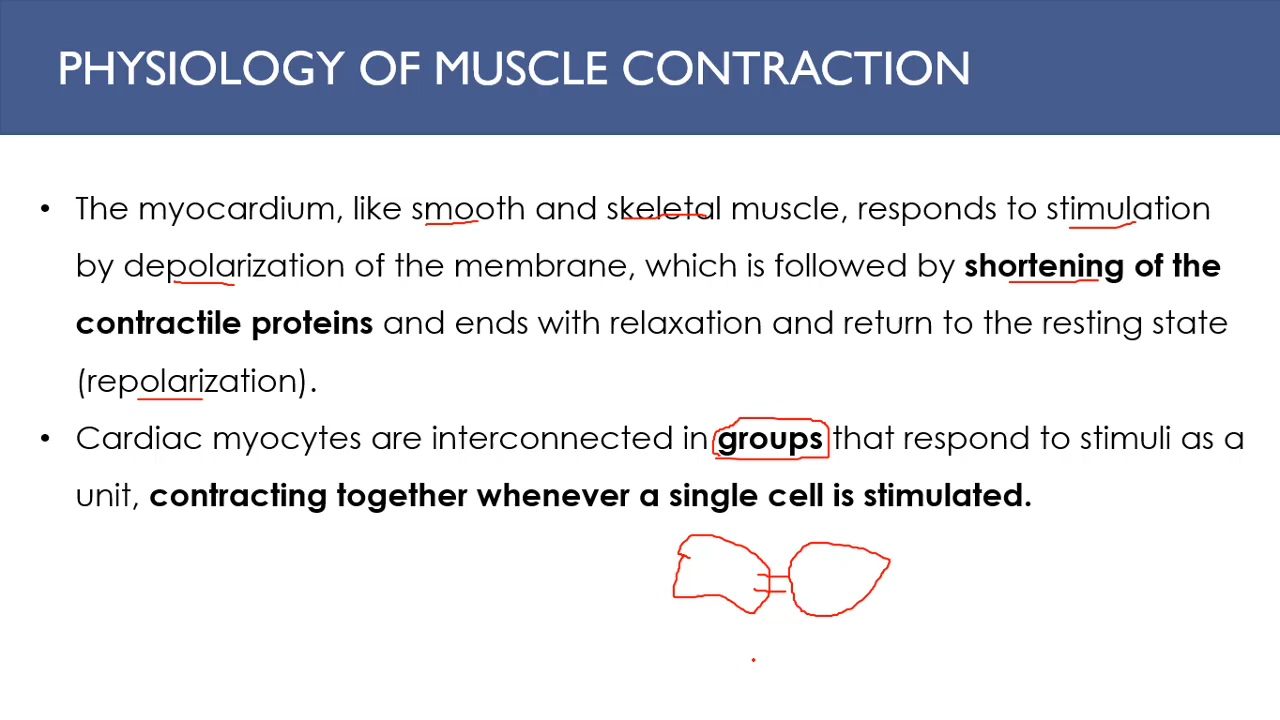 PHYSIOLOGY OF MUSCLE CONTRACTION
• The myocardium, like smooth and skeletal muscle, responds to stimulation
by depolarization of the membrane, which is followed by shortening of the
contractile proteins and ends with relaxation and return to the resting state
(repolarization).
• Cardiac myocytes are interconnected in groups that respond to stimuli as a
unit, contracting together whenever a single cell is stimulated.